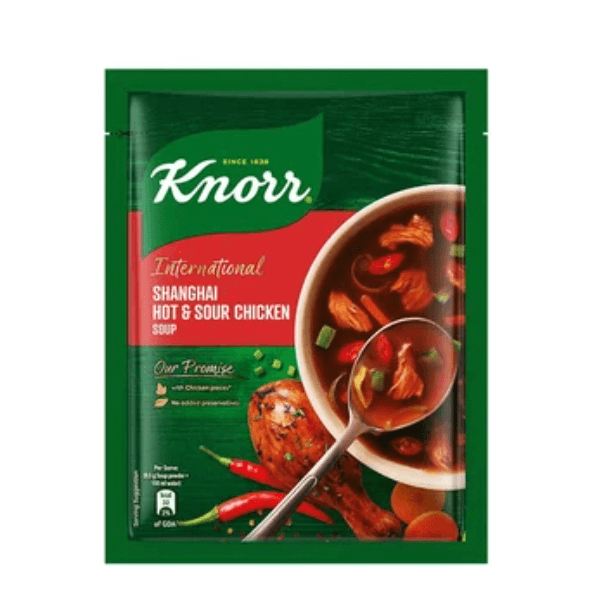 SINCE 1838
Knorr
International
SHANGHAI
HOT & SOUR CHICKEN
SOUP
Our Promise
with Chicken pieces*
No added preservatives
Per Serve
of GDA*
Serving Suggestion